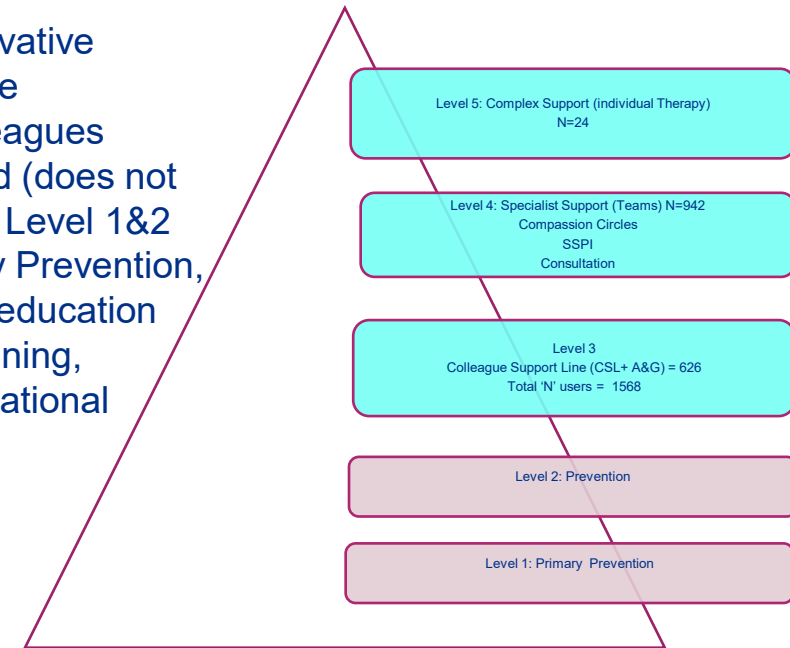 vative
e
eagues
d (does not
Level 1&2
y Prevention,
education
ning,
ational
Level 5: Complex Support (individual Therapy)
N=24
Level 4: Specialist Support (Teams) N=942
Compassion Circles
SSPI
Consultation
Level 3
Colleague Support Line (CSL+ A&G) = 626
Total ‘N’ users =  1568
Level 2: Prevention
Level 1: Primary  Prevention